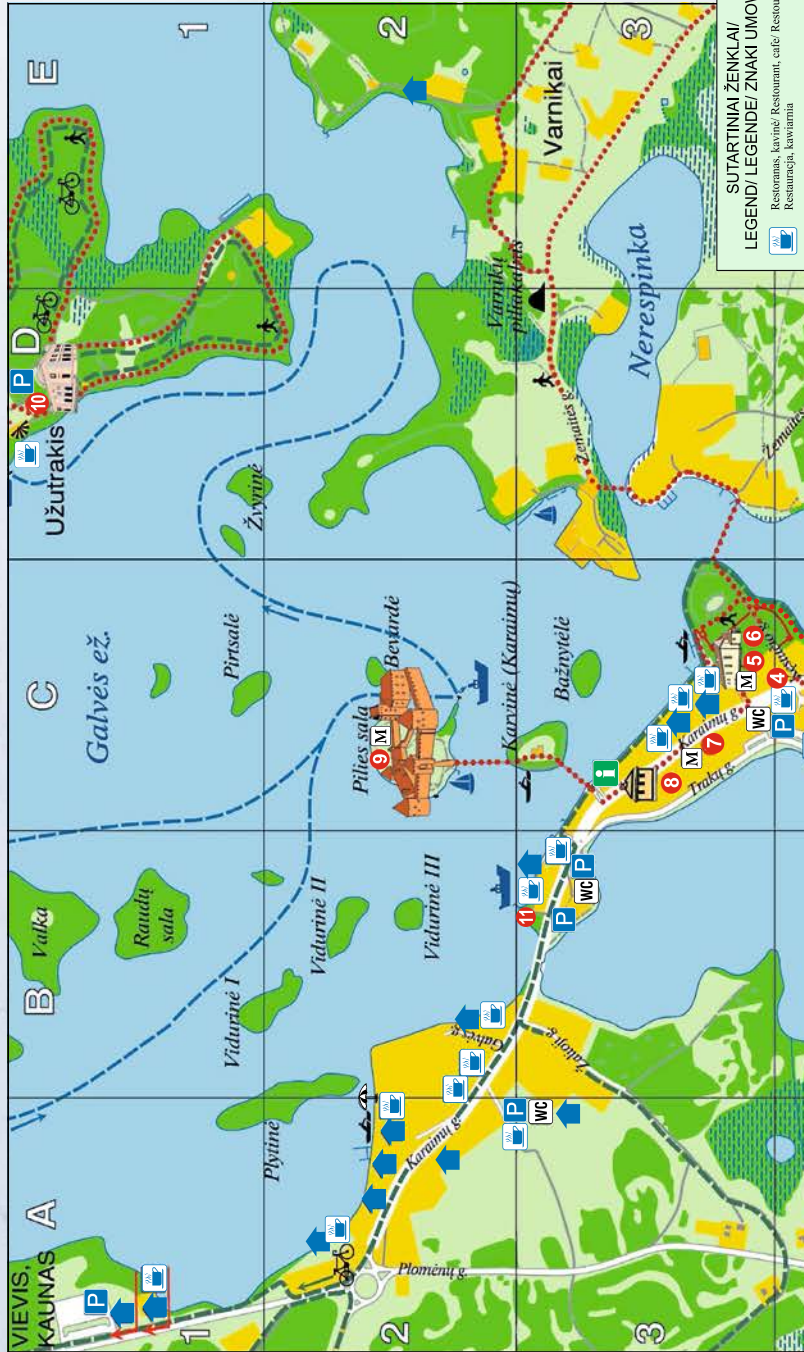 VIEVIS,
KAUNAS
A
B
C
D
E
1
1
2
2
3
3
P
Valka
Raudų
sala
Galvės ež.
Užutrakis
10
P
Pirtsalė
Žvyrinė
Plytinė
Vidurinė I
Vidurinė II
Vidurinė III
Pilies sala
9
M
Bevardė
Karvinė (Karaimų)
Bažnytėlė
Varnikų
piliakalnis
Varnikai
Nerespinka
Žemaitės g.
Žemaitės
Karaimų g.
Galvės g.
Žalioji g.
Plomėnų g.
P
WC
11
P
P
WC
i
8
M
7
Karaimų g.
Trakų g.
WC
P
M
5
6
4
SUTARTINIAI ŽENKLAI/
LEGEND/ LEGENDE/ ZNAKI UMOW
Restoranas, kavinė/ Restourant, cafe/ Restou
Restauracja, kawiarnia